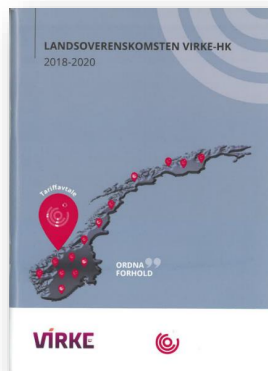 LANDSOVERENSKOMSTEN VIRKE-HK
2018-2020
Tariffavtale
ORDNA
FORHOLD
VIRKE